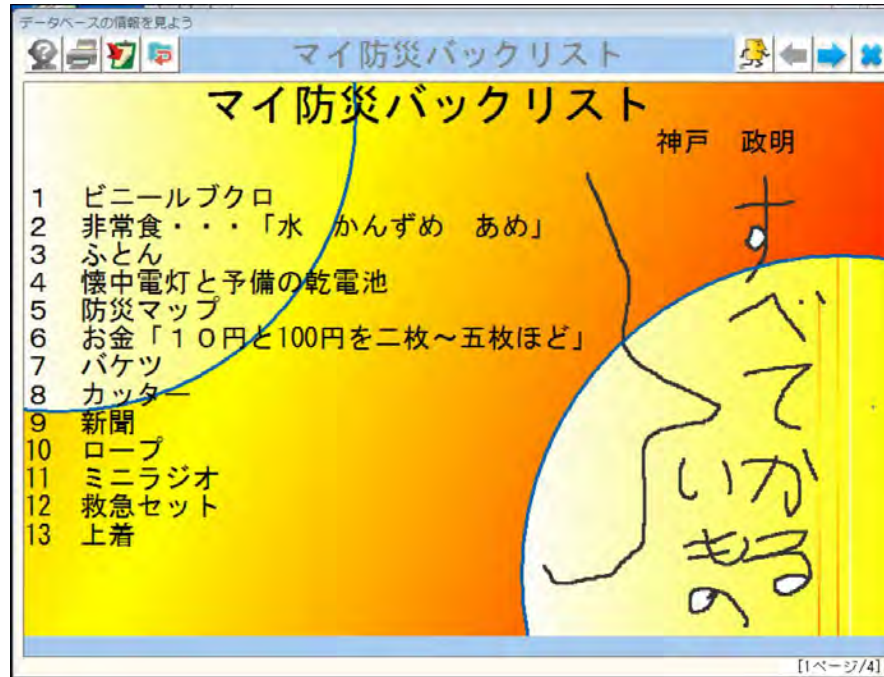 データベースの情報を見よう
マイ防災バックリスト
マイ防災バックリスト
神戸　政明
1　ビニールブクロ
2　非常食・・・「水　かんずめ　あめ」
3　ふとん
4　懐中電灯と予備の乾電池
5　防災マップ
6　お金「１０円と100円を二枚～五枚ほど」
7　バケツ
8　カッター
9　新聞
10　ロープ
11　ミニラジオ
12　救急セット
13　上着
すべてかる
いもの
[1ページ/4]